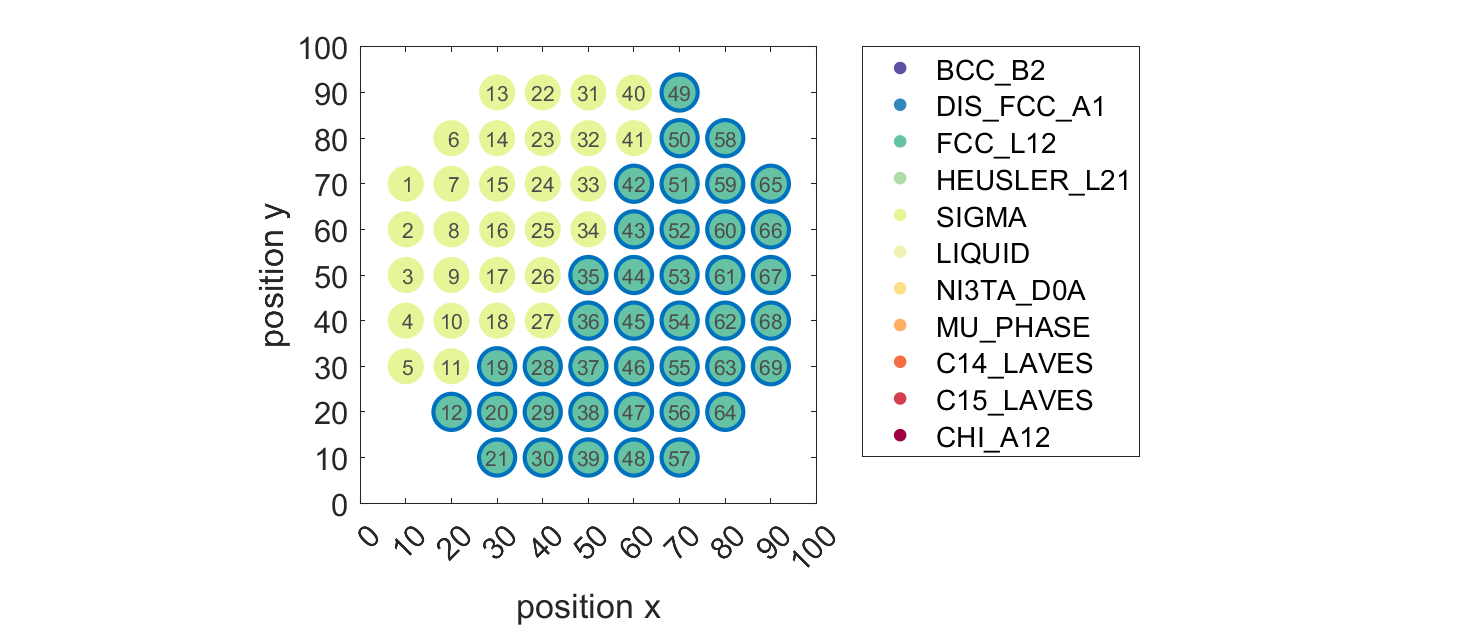 100
90 13 22 31 40 49
80 6 14 23 32 41 50 58
70 1 7 15 24 33 42 51 59 65
60 2 8 16 25 34 43 52 60 66
50 3 9 17 26 35 44 53 61 67
40 4 10 18 27 36 45 54 62 68
30 5 11 19 28 37 46 55 63 69
20 12 20 29 38 47 56 64
10 21 30 39 48 57
0
position y
0 10 20 30 40 50 60 70 80 90 100
position x
BCC_B2
DIS_FCC_A1
FCC_L12
HEUSLER_L21
SIGMA
LIQUID
NI3TA_D0A
MU_PHASE
C14_LAVES
C15_LAVES
CHI_A12